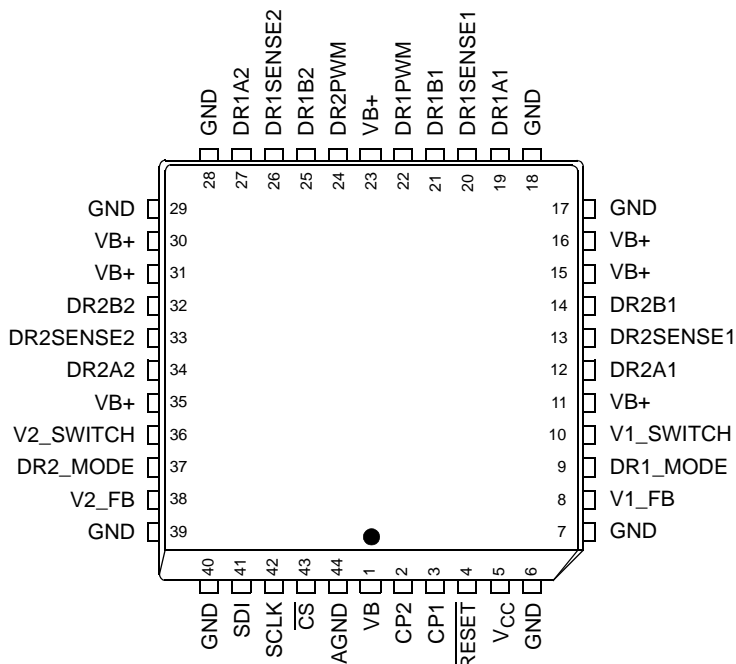 GND
DR1A2
DR1SENSE2
DR1B2
DR2PWM
VB+
DR1PWM
DR1B1
DR1SENSE1
DR1A1
GND
28 27 26 25 24 23 22 21 20 19 18
GND 29 17 GND
VB+ 30 16 VB+
VB+ 31 15 VB+
DR2B2 32 14 DR2B1
DR2SENSE2 33 13 DR2SENSE1
DR2A2 34 12 DR2A1
VB+ 35 11 VB+
V2_SWITCH 36 10 V1_SWITCH
DR2_MODE 37 9 DR1_MODE
V2_FB 38 8 V1_FB
GND 39 7 GND
40 41 42 43 44 1 2 3 4 5 6
GND
SDI
SCLK
C̅S̅
AGND
VB
CP2
CP1
R̅E̅S̅E̅T̅
VCC
GND